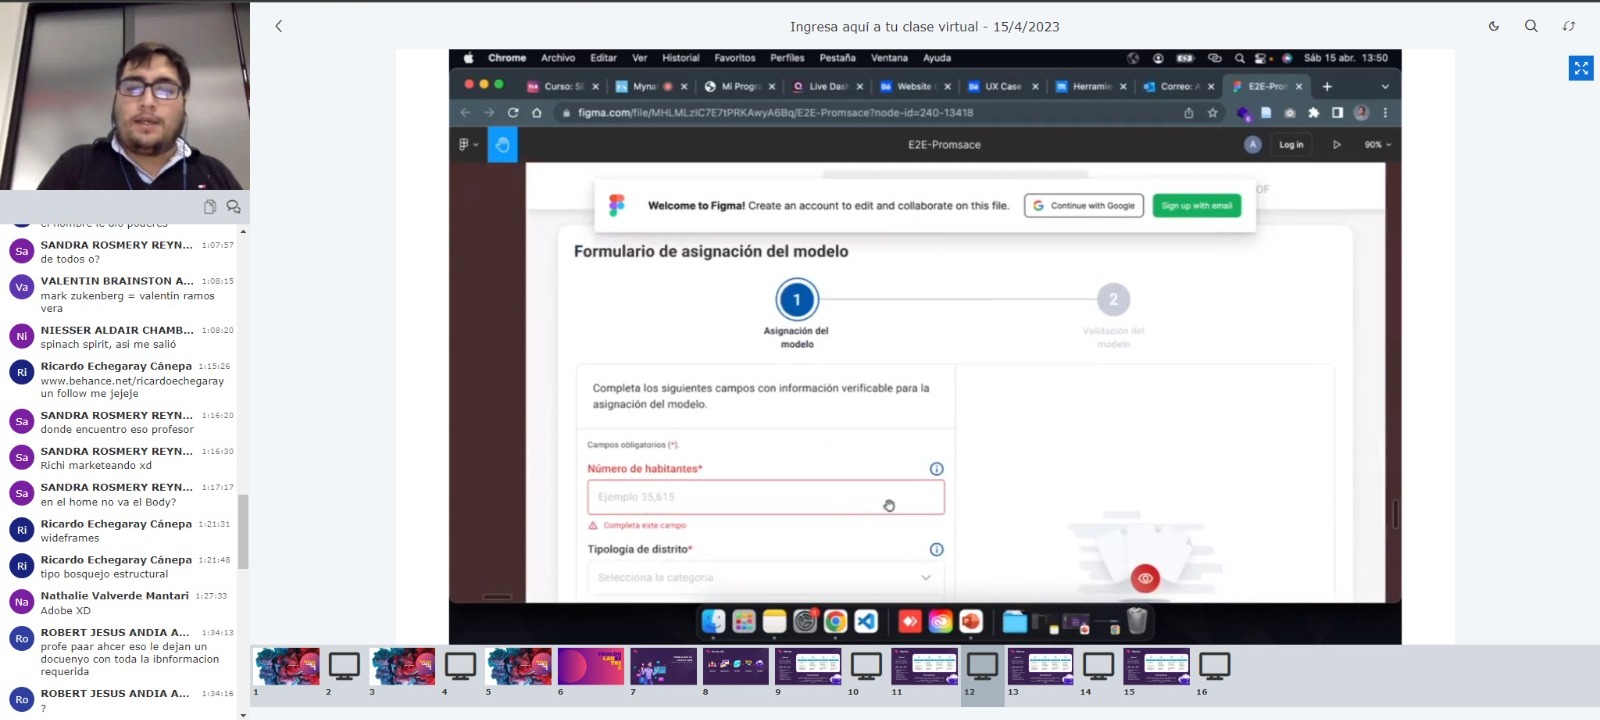 Ingresa aquí a tu clase virtual - 15/4/2023
el hombre le dio poderes
Sa SANDRA ROSMERY REYN... 1:07:57
de todos o?
Va VALENTIN BRAINSTON A... 1:08:15
mark zukenberg = valentin ramos
vera
Ni NIESSER ALDAIR CHAMB... 1:08:20
spinach spirit, asi me salió
Ri Ricardo Echegaray Cánepa 1:15:26
www.behance.net/ricardoechegaray
un follow me jejeje
Sa SANDRA ROSMERY REYN... 1:16:20
donde encuentro eso profesor
Sa SANDRA ROSMERY REYN... 1:16:30
Richi marketeando xd
Sa SANDRA ROSMERY REYN... 1:17:17
en el home no va el Body?
Ri Ricardo Echegaray Cánepa 1:21:31
wideframes
Ri Ricardo Echegaray Cánepa 1:21:48
tipo bosquejo estructural
Na Nathalie Valverde Mantari 1:27:33
Adobe XD
Ro ROBERT JESUS ANDIA A... 1:34:13
profe paar ahcer eso le dejan un
docuenyo con toda la ibnformacion
requerida
Ro ROBERT JESUS ANDIA A... 1:34:16
?
Chrome Archivo Editar Ver Historial Favoritos Perfiles Pestaña Ventana Ayuda Sáb 15 abr. 13:50
Curso: SE Myna Mi Progra Live Das Website ( UX Case Herramie Correo: A E2E-Pror
figma.com/file/MHLMLzIC7E7tPRKAwyA6Bq/E2E-Promsace?node-id=240-13418
E2E-Promsace
A Log in 90%
OF
Welcome to Figma! Create an account to edit and collaborate on this file. Continue with Google Sign up with email
Formulario de asignación del modelo
1 2
Asignación del modelo
Validación del modelo
Completa los siguientes campos con información verificable para la
asignación del modelo.
Campos obligatorios (*).
Número de habitantes*
Ejemplo 35,615
Completa este campo
Tipología de distrito*
Selecciona la categoria
1 2 3 4 5 6 7 8 9 10 11 12 13 14 15 16